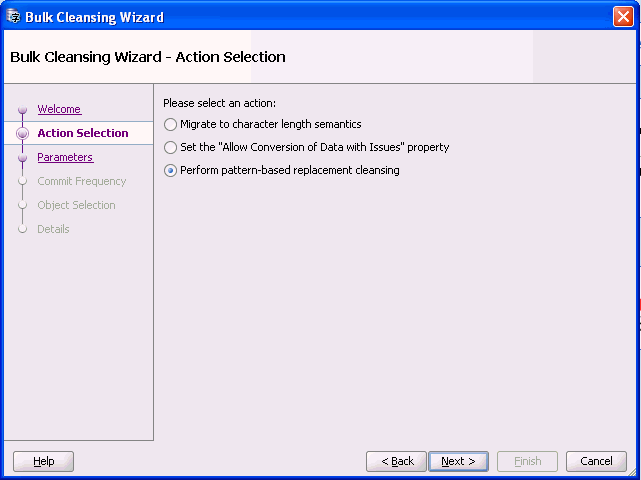 Bulk Cleansing Wizard
Bulk Cleansing Wizard - Action Selection
Welcome
Action Selection
Parameters
Commit Frequency
Object Selection
Details
Please select an action:
Migrate to character length semantics
Set the "Allow Conversion of Data with Issues" property
Perform pattern-based replacement cleansing
Help
< Back
Next >
Finish
Cancel